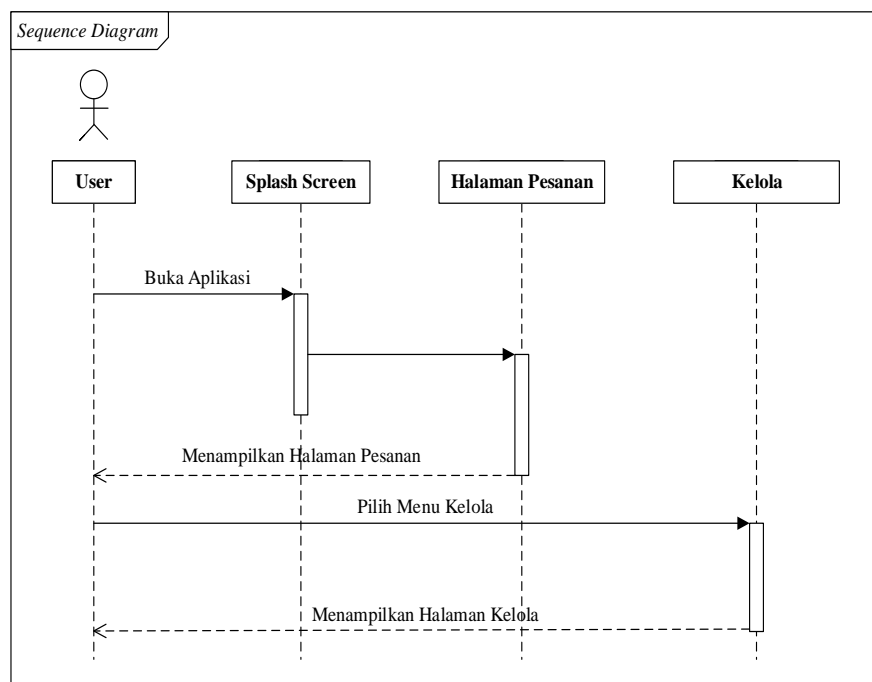 Sequence Diagram
User
Splash Screen
Halaman Pesanan
Kelola
Buka Aplikasi
Menampilkan Halaman Pesanan
Pilih Menu Kelola
Menampilkan Halaman Kelola